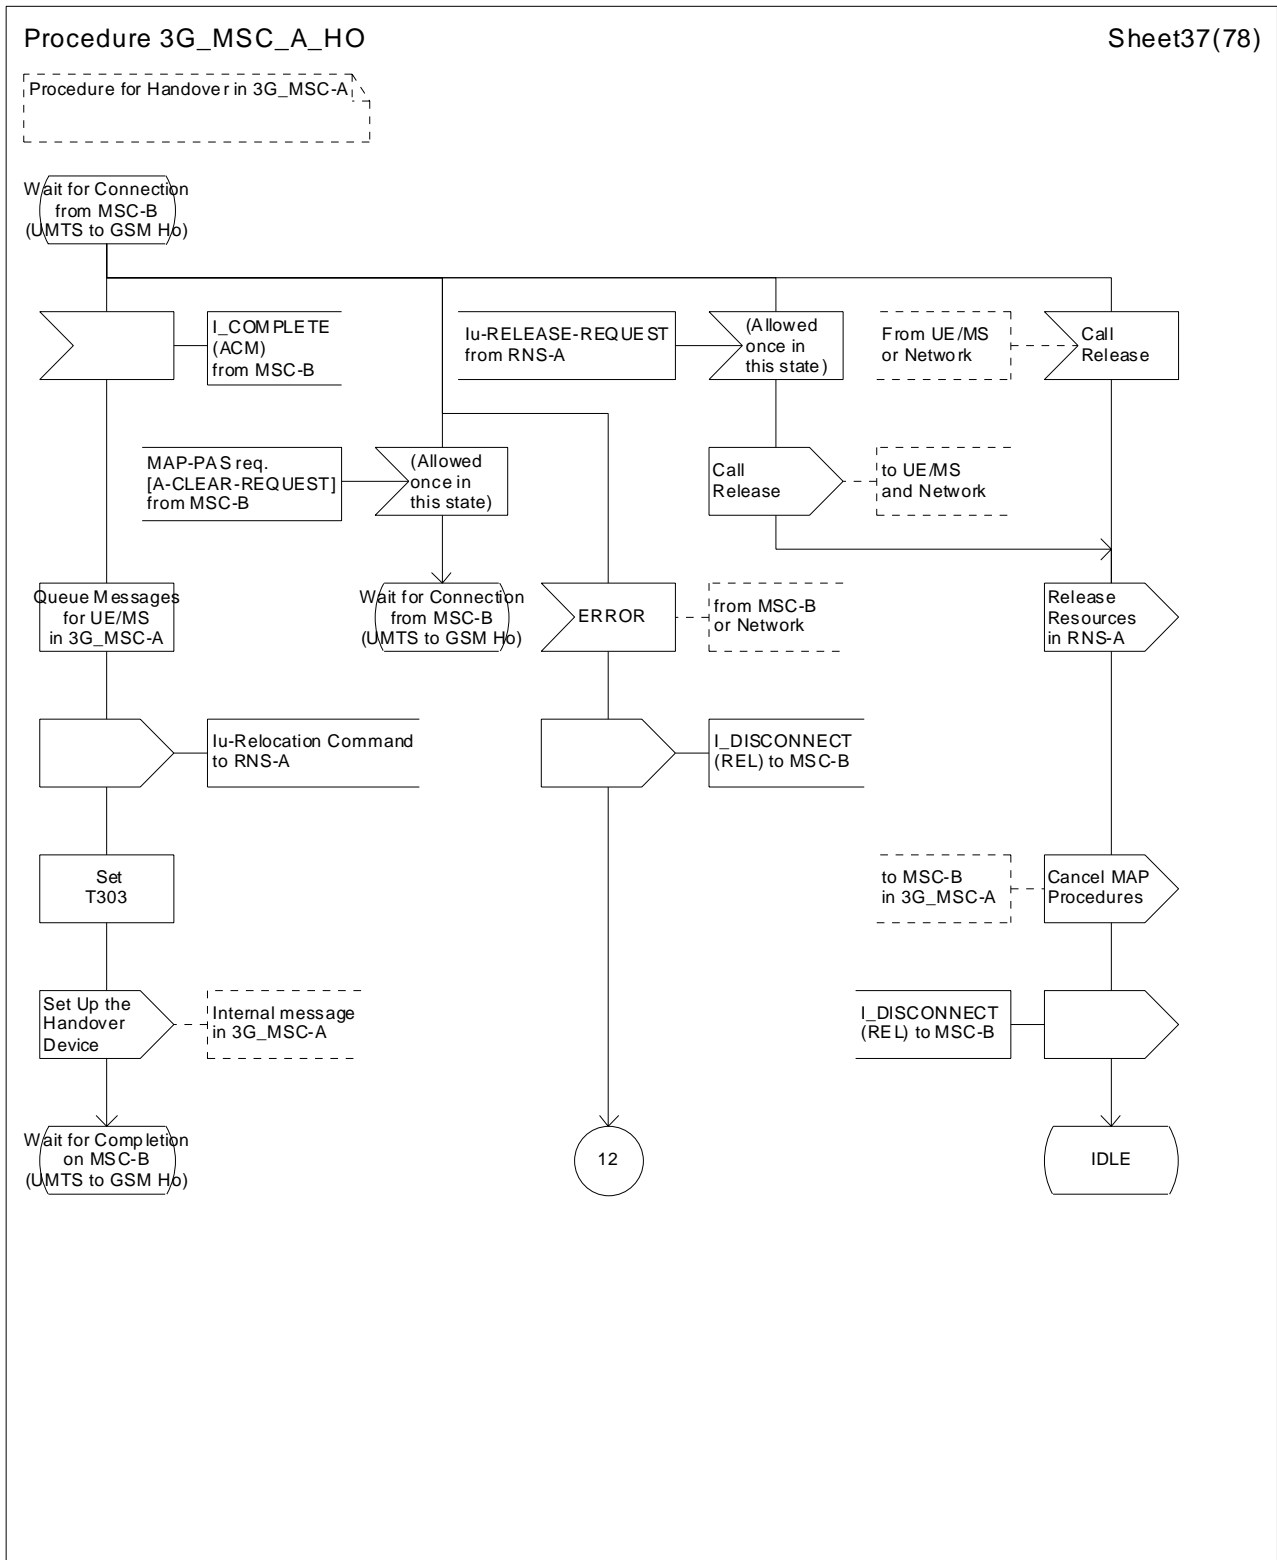 Procedure 3G_MSC_A_HO
Sheet37(78)
Procedure for Handover in 3G_MSC-A
Wait for Connection
from MSC-B
(UMTS to GSM Ho)
I_COMPLETE
(ACM)
from MSC-B
Iu-RELEASE-REQUEST
from RNS-A
(Allowed
once in
this state)
From UE/MS
or Network
Call
Release
MAP-PAS req.
[A-CLEAR-REQUEST]
from MSC-B
(Allowed
once in
this state)
Call
Release
to UE/MS
and Network
Queue Messages
for UE/MS
in 3G_MSC-A
Wait for Connection
from MSC-B
(UMTS to GSM Ho)
ERROR
from MSC-B
or Network
Release
Resources
in RNS-A
Iu-Relocation Command
to RNS-A
I_DISCONNECT
(REL) to MSC-B
Set
T303
to MSC-B
in 3G_MSC-A
Cancel MAP
Procedures
Set Up the
Handover
Device
Internal message
in 3G_MSC-A
I_DISCONNECT
(REL) to MSC-B
Wait for Completion
on MSC-B
(UMTS to GSM Ho)
12
IDLE